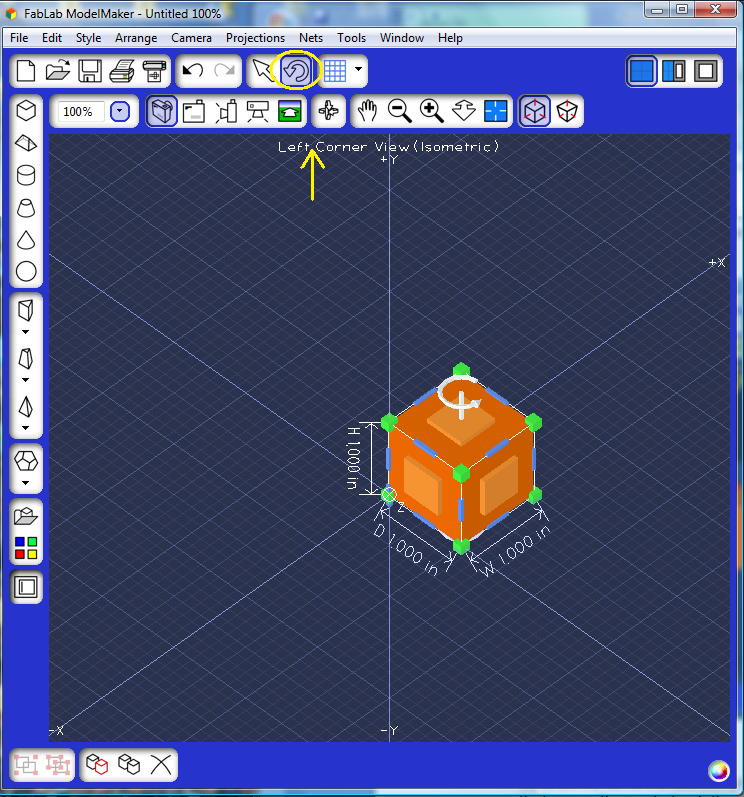 FabLab ModelMaker - Untitled 100%
File Edit Style Arrange Camera Projections Nets Tools Window Help
100%
Left Corner View (Isometric)
+Y
+X
H 1.000 in
Z
D 1.000 in
W 1.000 in
-X
-Y